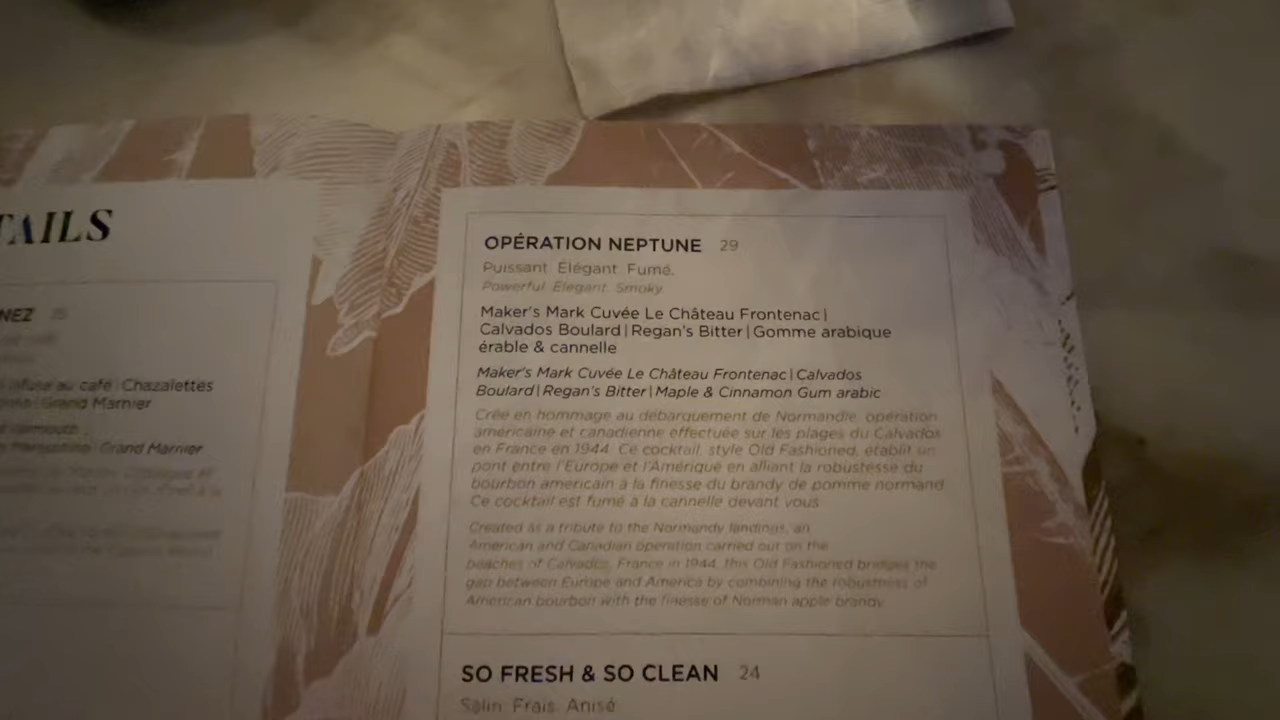 TAILS
NEZ
infusé au café | Chazalettes
Grand Marnier
Grand Marnier
OPÉRATION NEPTUNE 29
Puissant. Élégant. Fumé.
Powerful. Elegant. Smoky.
Maker's Mark Cuvée Le Château Frontenac |
Calvados Boulard | Regan's Bitter | Gomme arabique
érable & cannelle
Maker's Mark Cuvée Le Château Frontenac | Calvados
Boulard | Regan's Bitter | Maple & Cinnamon Gum arabic
Créé en hommage au débarquement de Normandie, opération
américaine et canadienne effectuée sur les plages du Calvados
en France en 1944. Ce cocktail, style Old Fashioned, établit un
pont entre l'Europe et l'Amérique en alliant la robustesse du
bourbon américain à la finesse du brandy de pomme normand.
Ce cocktail est fumé à la cannelle devant vous.
Created as a tribute to the Normandy landings, an
American and Canadian operation carried out on the
beaches of Calvados, France in 1944, this Old Fashioned bridges the
gap between Europe and America by combining the robustness of
American bourbon with the finesse of Norman apple brandy.
SO FRESH & SO CLEAN 24
Salin. Frais. Anisé.